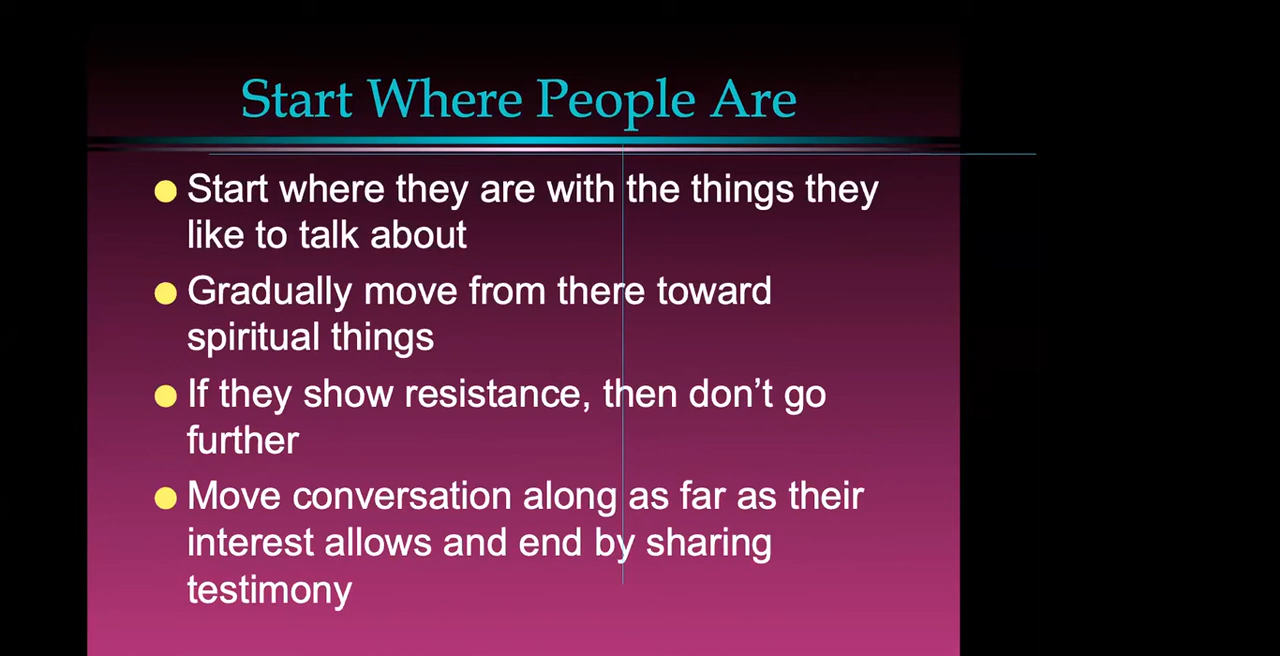 Start Where People Are
Start where they are with the things they
like to talk about
Gradually move from there toward
spiritual things
If they show resistance, then don’t go
further
Move conversation along as far as their
interest allows and end by sharing
testimony